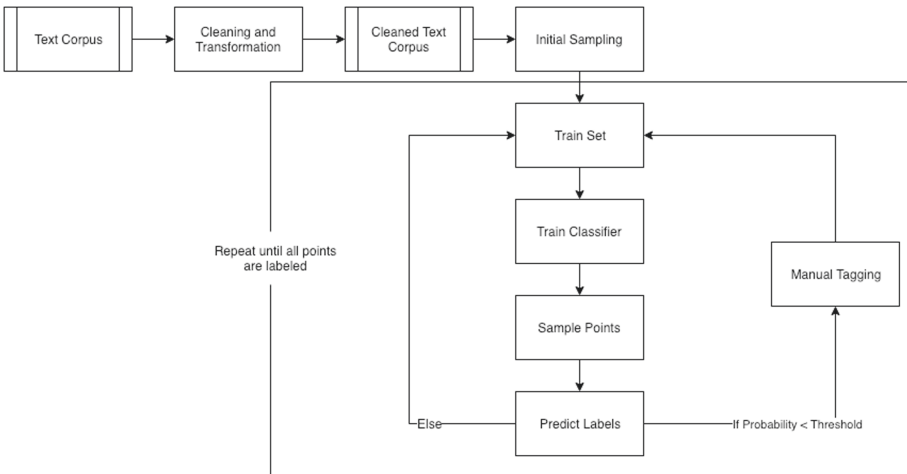 Text Corpus
Cleaning and
Transformation
Cleaned Text
Corpus
Initial Sampling
Train Set
Train Classifier
Repeat until all points
are labeled
Manual Tagging
Sample Points
Else
Predict Labels
If Probability < Threshold